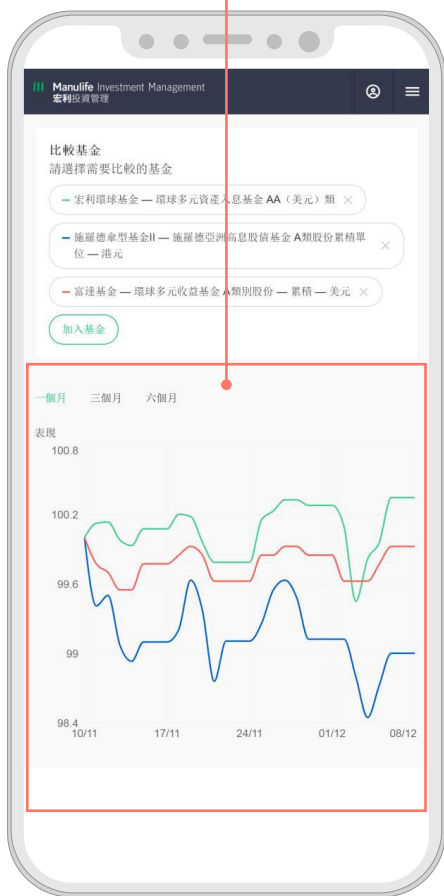 Manulife Investment Management
宏利投資管理
比較基金
請選擇需要比較的基金
宏利環球基金 — 環球多元資產入息基金 AA（美元）類
施羅德傘型基金II — 施羅德亞洲高息股債基金 A類股份累積單
位 — 港元
富達基金 — 環球多元收益基金 A類別股份 — 累積 — 美元
加入基金
一個月 三個月 六個月
表現
100.8
100.2
99.6
99
98.4
10/11 17/11 24/11 01/12 08/12